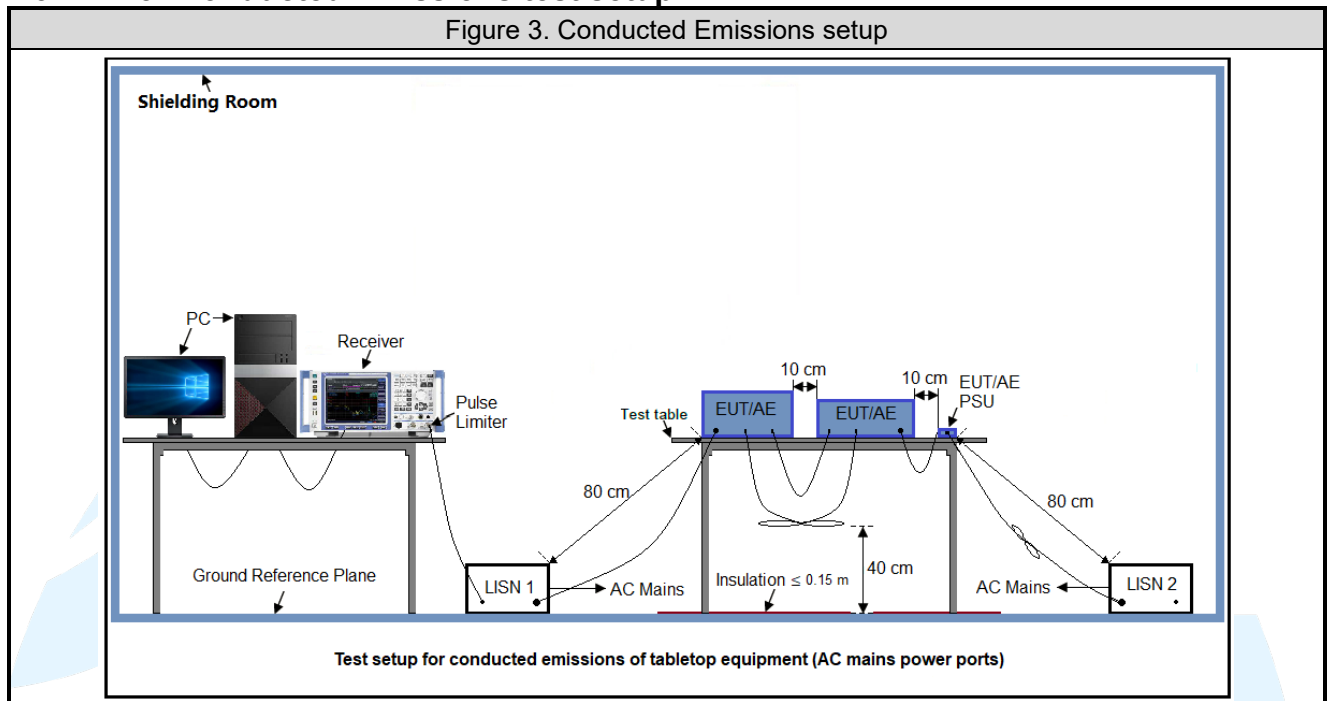 Figure 3. Conducted Emissions setup
Shielding Room
PC
Receiver
Pulse
Limiter
10 cm
10 cm
EUT/AE
PSU
Test table
EUT/AE
EUT/AE
80 cm
80 cm
Ground Reference Plane
LISN 1
AC Mains
Insulation ≤ 0.15 m
40 cm
AC Mains
LISN 2
Test setup for conducted emissions of tabletop equipment (AC mains power ports)